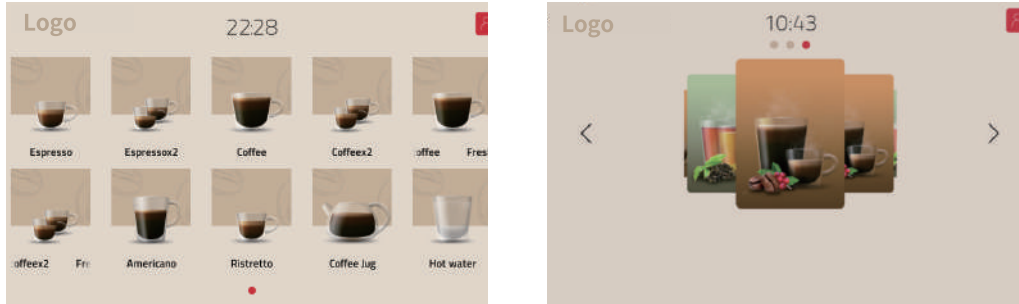 Logo
22:28
Espresso
Espressox2
Coffee
Coffeex2
offee Fresh
offeex2 Fre
Americano
Ristretto
Coffee Jug
Hot water
Logo
10:43